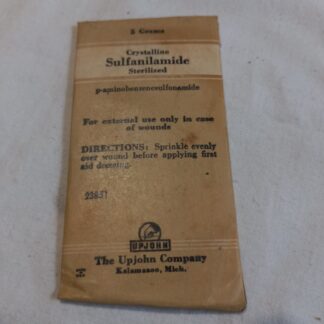 5 Grams
Crystalline
Sulfanilamide
Sterilized
p-aminobenzenesulfonamide
For external use only in case
of wounds
DIRECTIONS: Sprinkle evenly
over wound before applying first
aid dressing.
UPJOHN
The Upjohn Company
Kalamazoo, Mich.